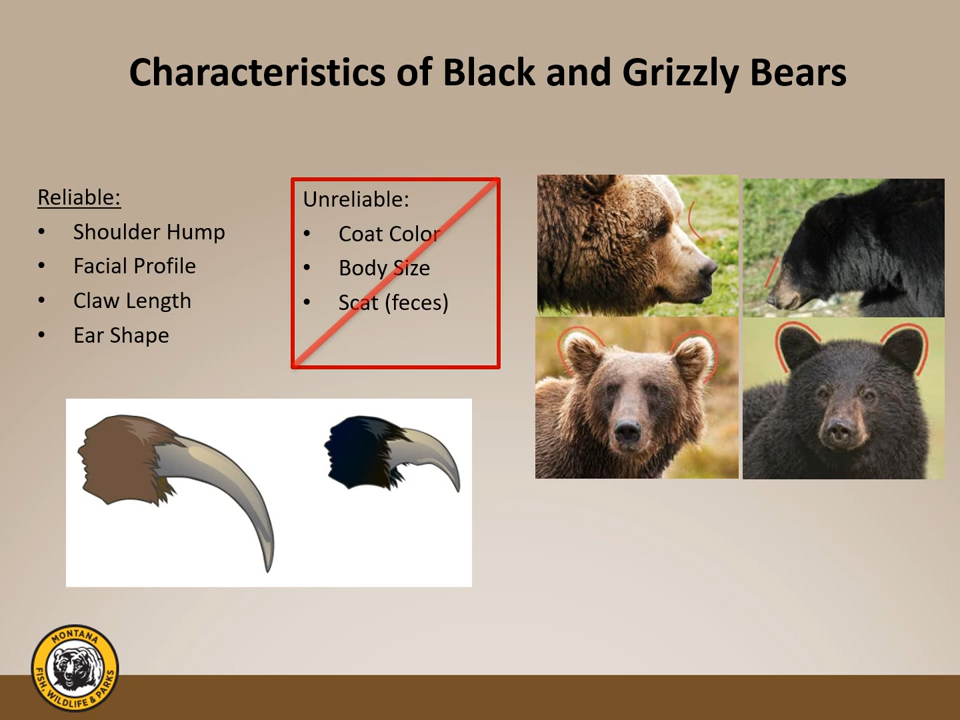 Characteristics of Black and Grizzly Bears
Reliable:
• Shoulder Hump
• Facial Profile
• Claw Length
• Ear Shape
Unreliable:
• Coat Color
• Body Size
• Scat (feces)
MONTANA
FISH, WILDLIFE & PARKS